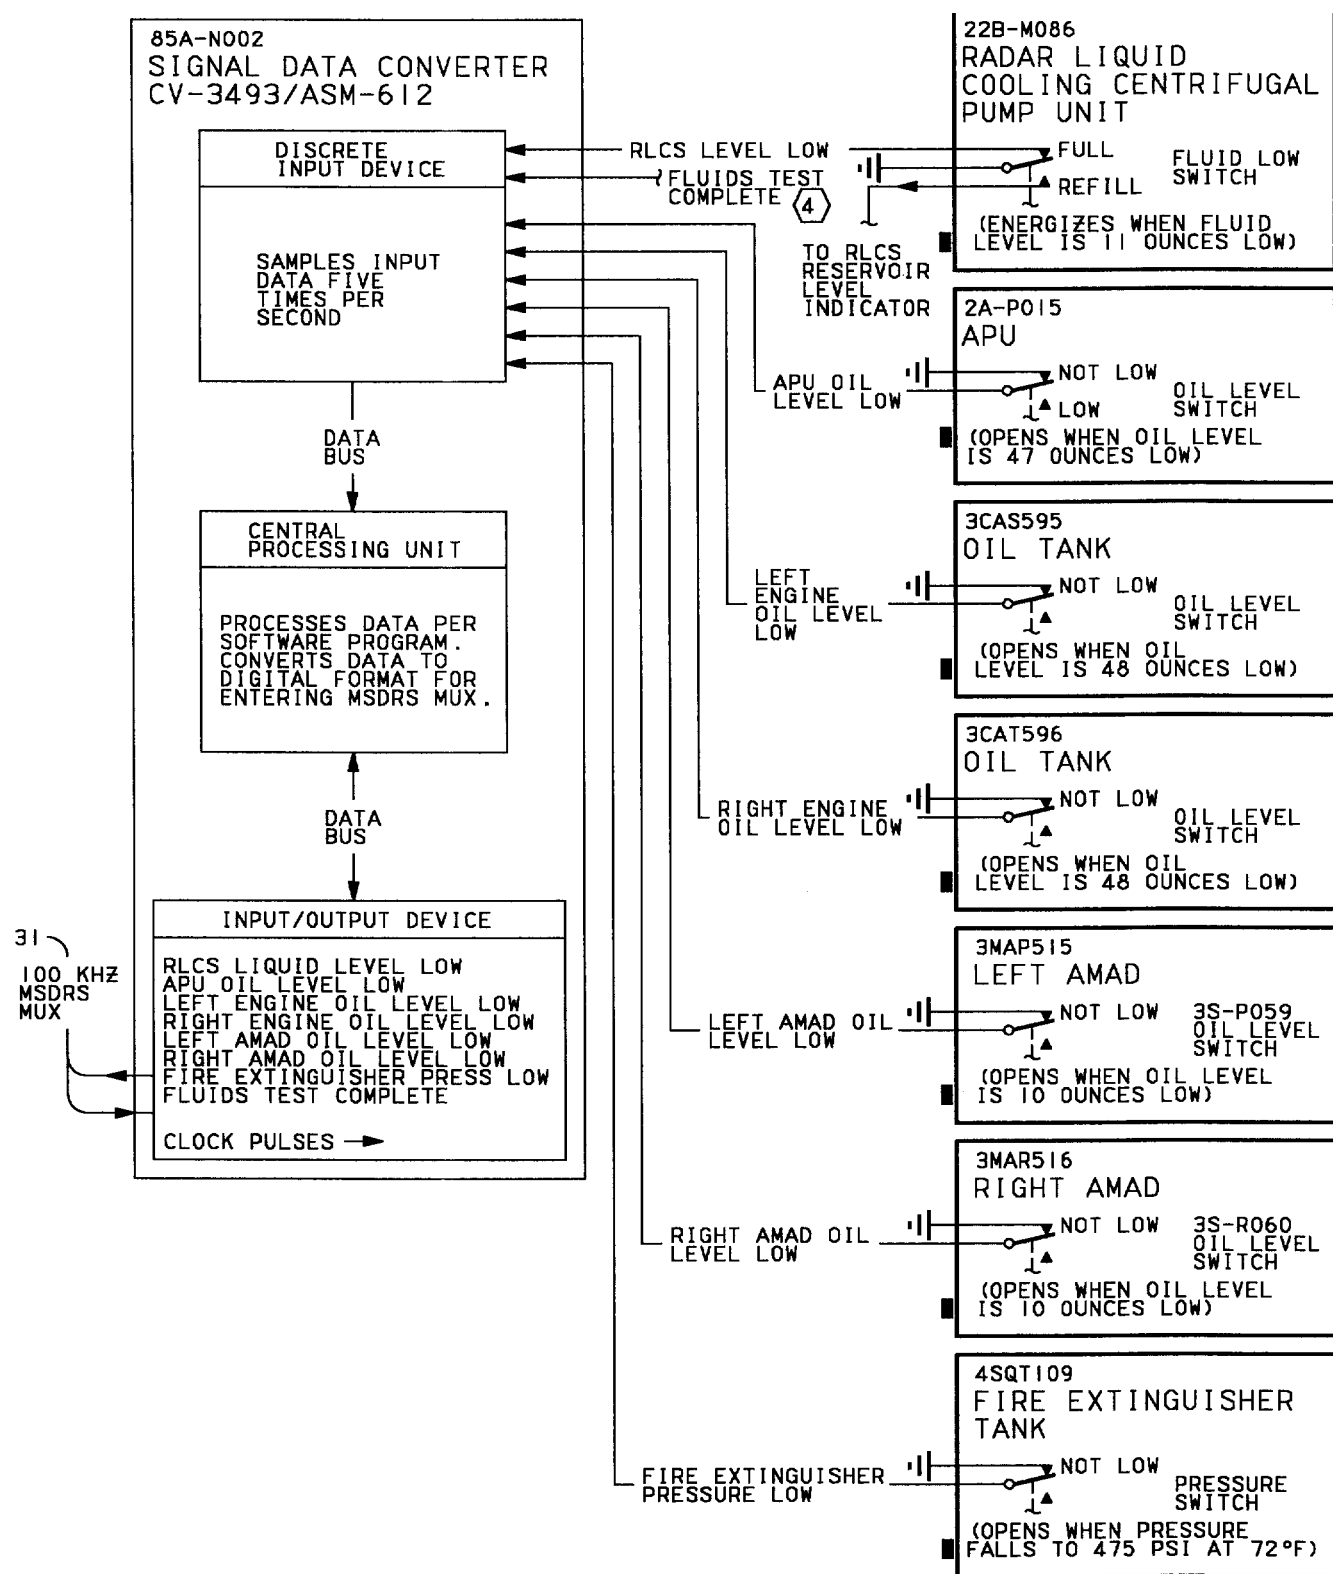 85A-N002
SIGNAL DATA CONVERTER
CV-3493/ASM-612
DISCRETE
INPUT DEVICE
SAMPLES INPUT
DATA FIVE
TIMES PER
SECOND
DATA
BUS
CENTRAL
PROCESSING UNIT
PROCESSES DATA PER
SOFTWARE PROGRAM.
CONVERTS DATA TO
DIGITAL FORMAT FOR
ENTERING MSDRS MUX.
DATA
BUS
INPUT/OUTPUT DEVICE
RLCS LIQUID LEVEL LOW
APU OIL LEVEL LOW
LEFT ENGINE OIL LEVEL LOW
RIGHT ENGINE OIL LEVEL LOW
LEFT AMAD OIL LEVEL LOW
RIGHT AMAD OIL LEVEL LOW
FIRE EXTINGUISHER PRESS LOW
FLUIDS TEST COMPLETE
CLOCK PULSES
31
100 KHZ
MSDRS
MUX
RLCS LEVEL LOW
FLUIDS TEST
COMPLETE 4
TO RLCS
RESERVOIR
LEVEL
INDICATOR
APU OIL
LEVEL LOW
LEFT
ENGINE
OIL LEVEL
LOW
RIGHT ENGINE
OIL LEVEL LOW
LEFT AMAD OIL
LEVEL LOW
RIGHT AMAD OIL
LEVEL LOW
FIRE EXTINGUISHER
PRESSURE LOW
22B-M086
RADAR LIQUID
COOLING CENTRIFUGAL
PUMP UNIT
FULL
REFILL
FLUID LOW
SWITCH
(ENERGIZES WHEN FLUID
LEVEL IS 11 OUNCES LOW)
2A-P015
APU
NOT LOW
LOW
OIL LEVEL
SWITCH
(OPENS WHEN OIL LEVEL
IS 47 OUNCES LOW)
3CAS595
OIL TANK
NOT LOW
OIL LEVEL
SWITCH
(OPENS WHEN OIL
LEVEL IS 48 OUNCES LOW)
3CAT596
OIL TANK
NOT LOW
OIL LEVEL
SWITCH
(OPENS WHEN OIL
LEVEL IS 48 OUNCES LOW)
3MAP515
LEFT AMAD
NOT LOW
3S-P059
OIL LEVEL
SWITCH
(OPENS WHEN OIL LEVEL
IS 10 OUNCES LOW)
3MAR516
RIGHT AMAD
NOT LOW
3S-R060
OIL LEVEL
SWITCH
(OPENS WHEN OIL LEVEL
IS 10 OUNCES LOW)
4SQT109
FIRE EXTINGUISHER
TANK
NOT LOW
PRESSURE
SWITCH
(OPENS WHEN PRESSURE
FALLS TO 475 PSI AT 72°F)